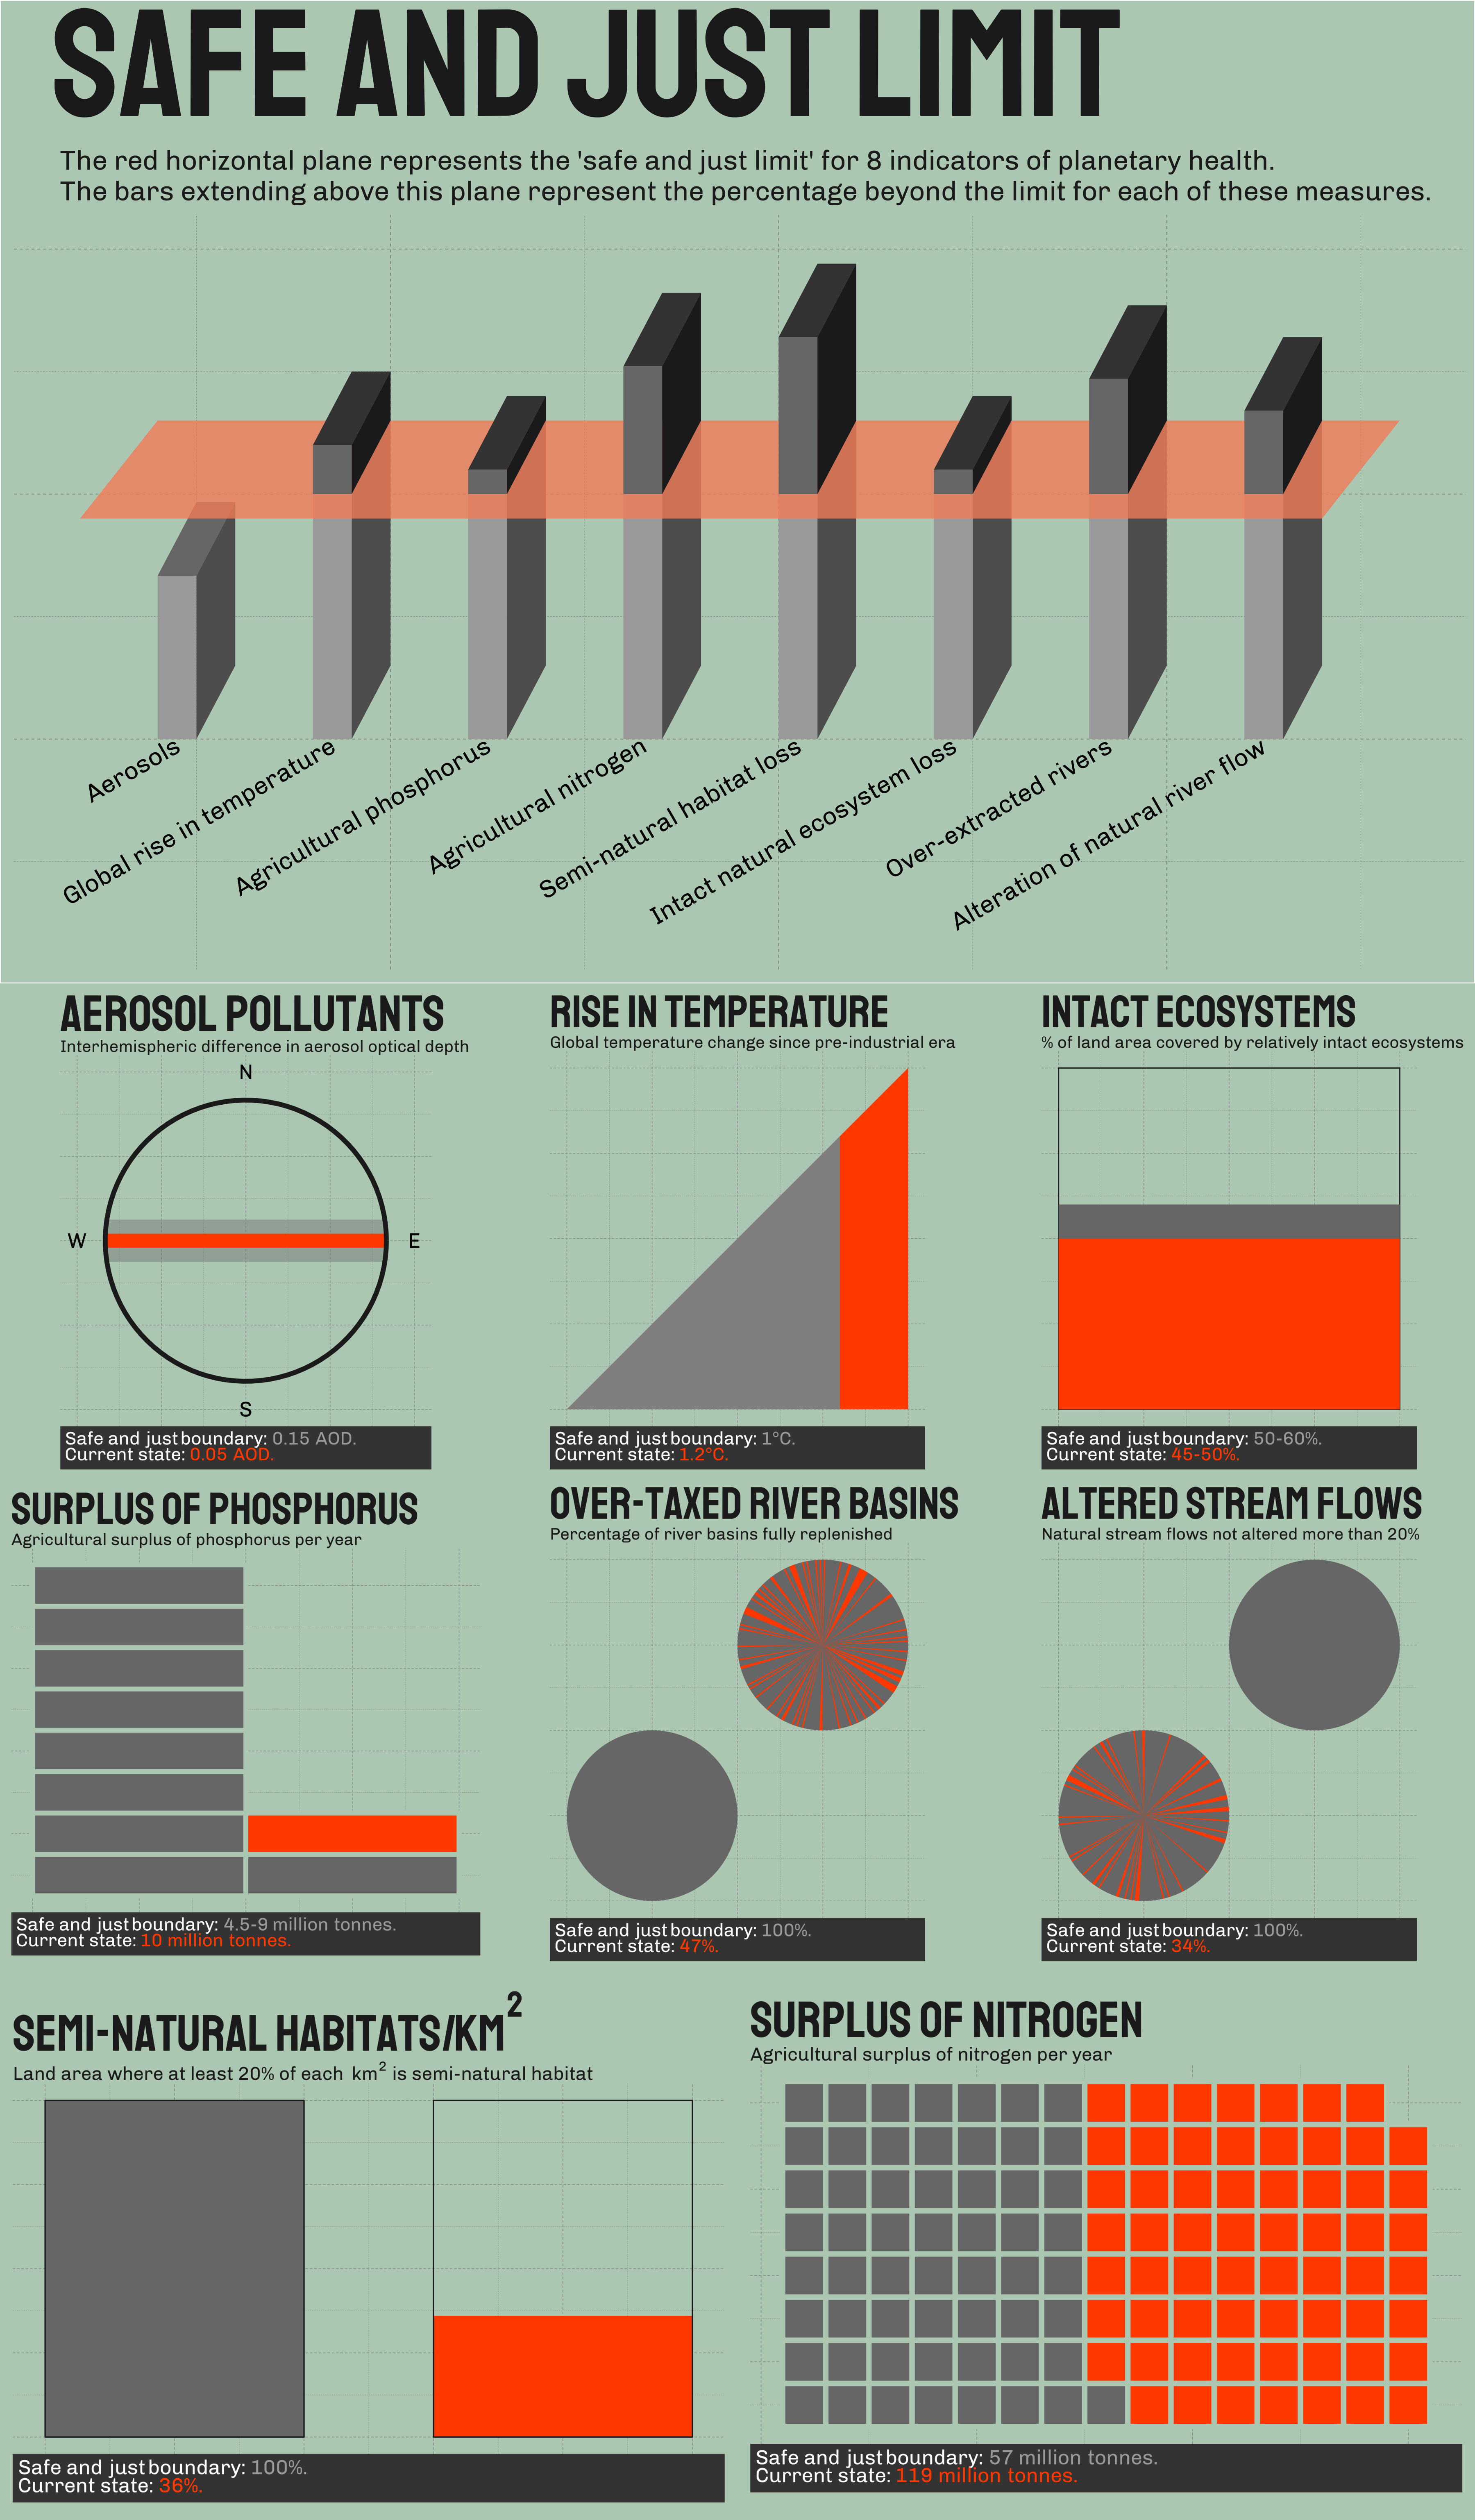 SAFE AND JUST LIMIT
The red horizontal plane represents the 'safe and just limit' for 8 indicators of planetary health.
The bars extending above this plane represent the percentage beyond the limit for each of these measures.
Aerosols
Global rise in temperature
Agricultural phosphorus
Agricultural nitrogen
Semi-natural habitat loss
Intact natural ecosystem loss
Over-extracted rivers
Alteration of natural river flow
AEROSOL POLLUTANTS
Interhemispheric difference in aerosol optical depth
N
W
E
S
Safe and just boundary: 0.15 AOD.
Current state: 0.05 AOD.
RISE IN TEMPERATURE
Global temperature change since pre-industrial era
Safe and just boundary: 1°C.
Current state: 1.2°C.
INTACT ECOSYSTEMS
% of land area covered by relatively intact ecosystems
Safe and just boundary: 50-60%.
Current state: 45-50%.
SURPLUS OF PHOSPHORUS
Agricultural surplus of phosphorus per year
Safe and just boundary: 4.5-9 million tonnes.
Current state: 10 million tonnes.
OVER-TAXED RIVER BASINS
Percentage of river basins fully replenished
Safe and just boundary: 100%.
Current state: 47%.
ALTERED STREAM FLOWS
Natural stream flows not altered more than 20%
Safe and just boundary: 100%.
Current state: 34%.
SEMI-NATURAL HABITATS/KM²
Land area where at least 20% of each km² is semi-natural habitat
Safe and just boundary: 100%.
Current state: 36%.
SURPLUS OF NITROGEN
Agricultural surplus of nitrogen per year
Safe and just boundary: 57 million tonnes.
Current state: 119 million tonnes.